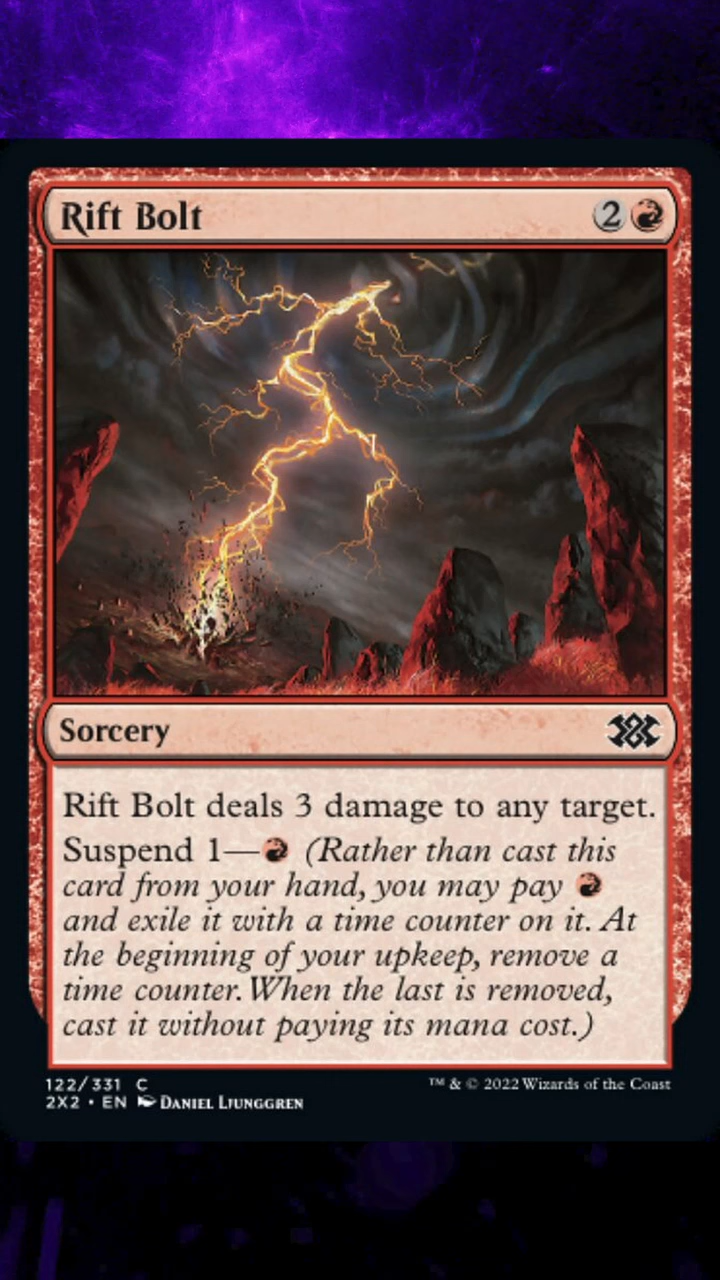 Rift Bolt 2
Sorcery
Rift Bolt deals 3 damage to any target.
Suspend 1— (Rather than cast this
card from your hand, you may pay
and exile it with a time counter on it. At
the beginning of your upkeep, remove a
time counter. When the last is removed,
cast it without paying its mana cost.)
122/331 C
™ & © 2022 Wizards of the Coast
2X2 • EN DANIEL LJUNGGREN